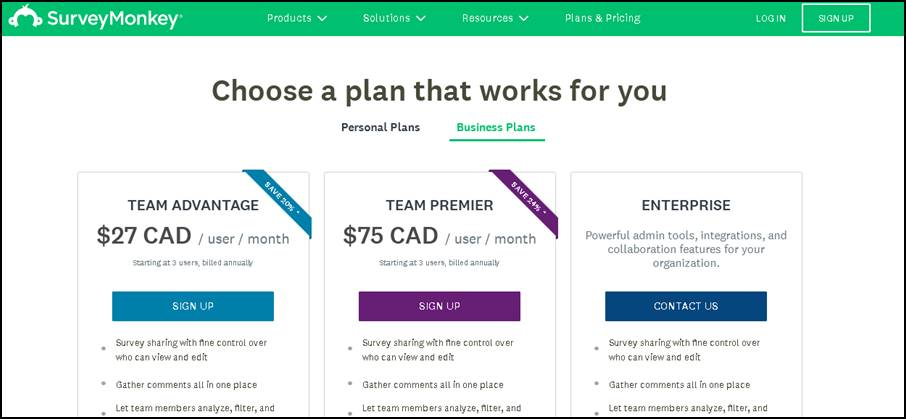 SurveyMonkey®
Products Solutions Resources Plans & Pricing LOG IN SIGN UP
Choose a plan that works for you
Personal Plans Business Plans
SAVE 20% *
TEAM ADVANTAGE
$27 CAD / user / month
Starting at 3 users, billed annually
SIGN UP
Survey sharing with fine control over
who can view and edit
Gather comments all in one place
Let team members analyze, filter, and
SAVE 24% *
TEAM PREMIER
$75 CAD / user / month
Starting at 3 users, billed annually
SIGN UP
Survey sharing with fine control over
who can view and edit
Gather comments all in one place
Let team members analyze, filter, and
ENTERPRISE
Powerful admin tools, integrations, and
collaboration features for your
organization.
CONTACT US
Survey sharing with fine control over
who can view and edit
Gather comments all in one place
Let team members analyze, filter, and